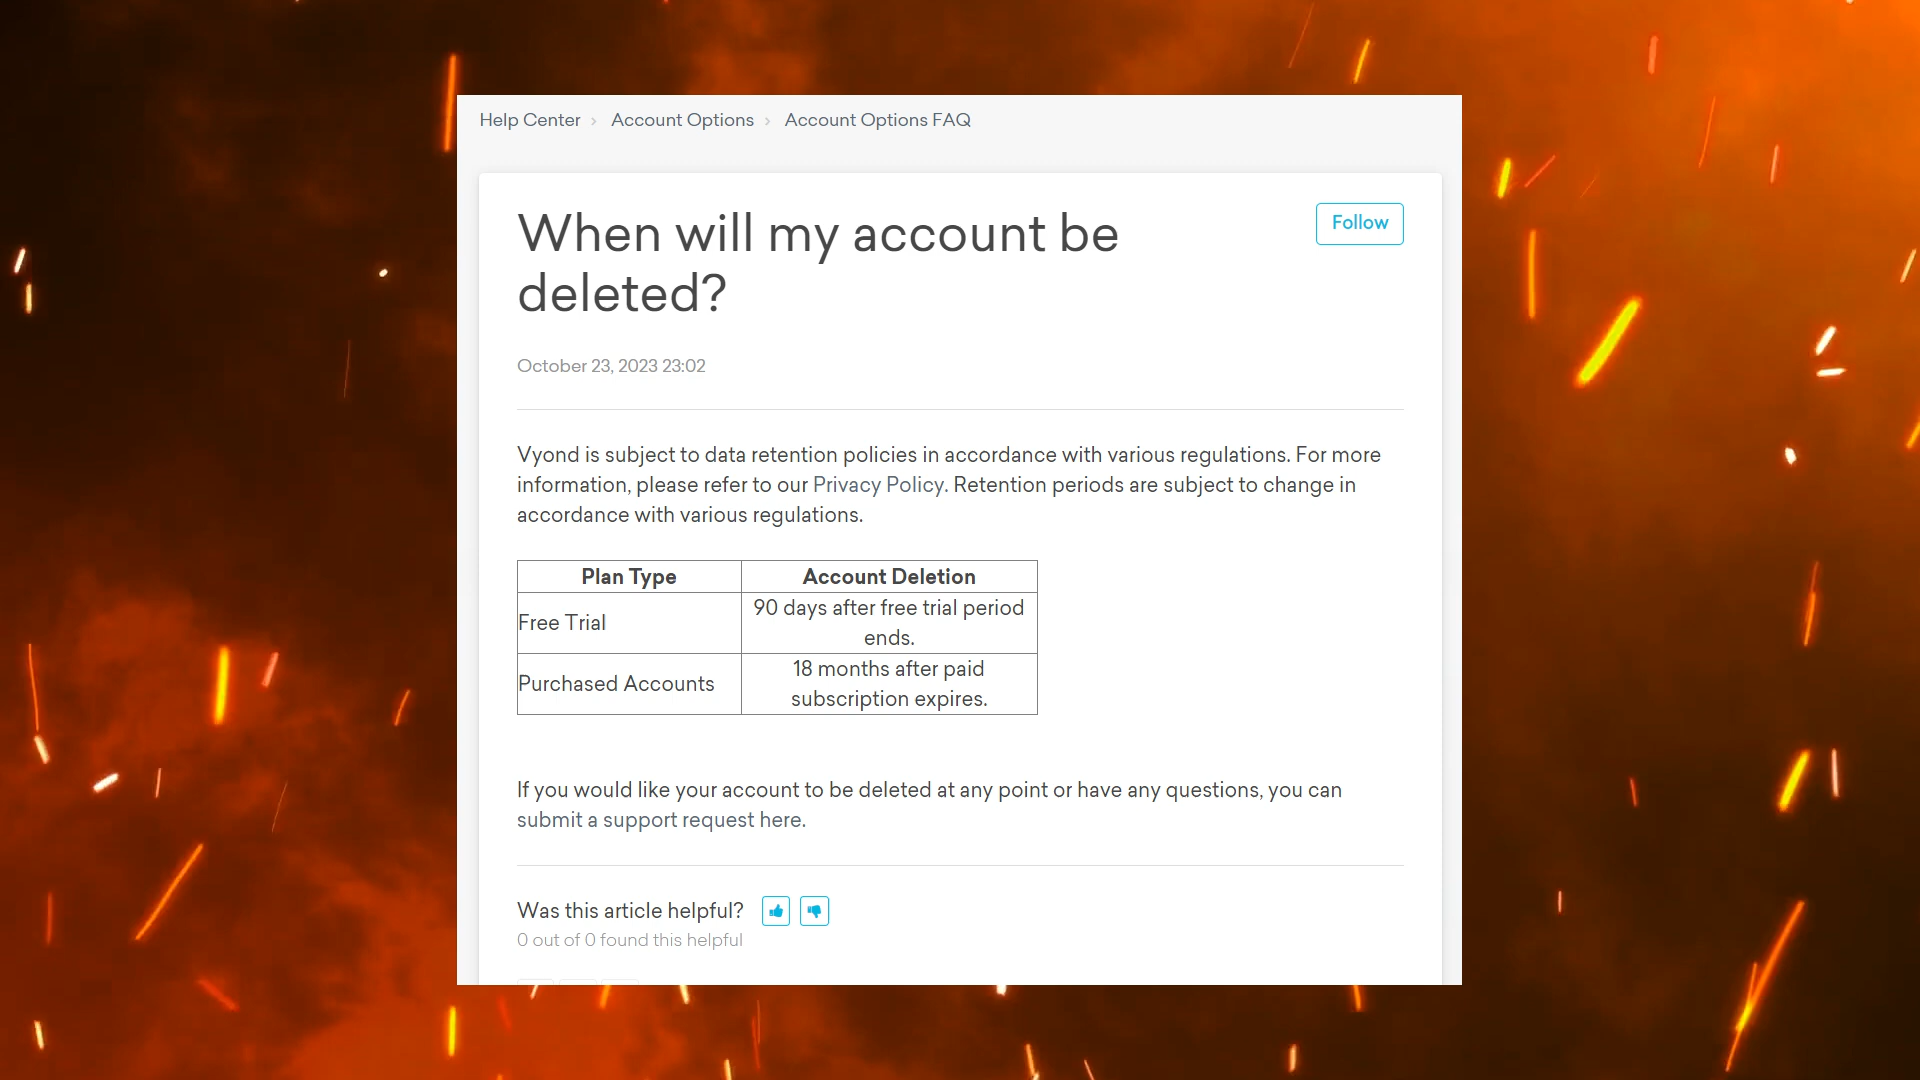 Help Center › Account Options › Account Options FAQ
When will my account be
deleted?
Follow
October 23, 2023 23:02
Vyond is subject to data retention policies in accordance with various regulations. For more
information, please refer to our Privacy Policy. Retention periods are subject to change in
accordance with various regulations.
Plan Type Account Deletion
Free Trial
90 days after free trial period
ends.
Purchased Accounts
18 months after paid
subscription expires.
If you would like your account to be deleted at any point or have any questions, you can
submit a support request here.
Was this article helpful?
0 out of 0 found this helpful